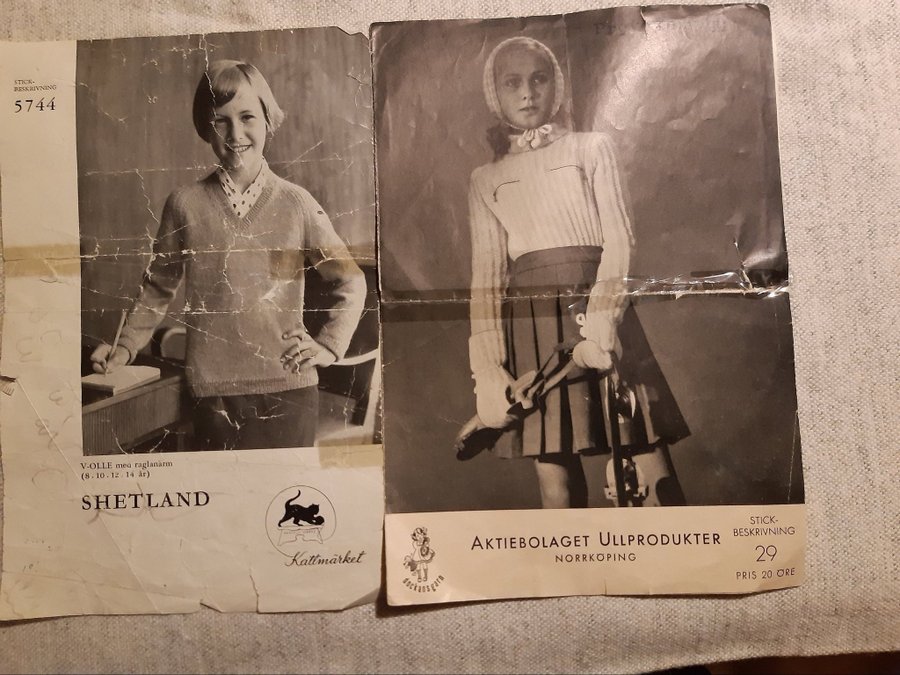 STICK-
BESKRIVNING
5744
V-OLLE med raglanärm
(8 . 10 . 12 . 14 år)
SHETLAND
Kattmärket
dockansgarn
AKTIEBOLAGET ULLPRODUKTER
NORRKÖPING
STICK-
BESKRIVNING
29
PRIS 20 ÖRE